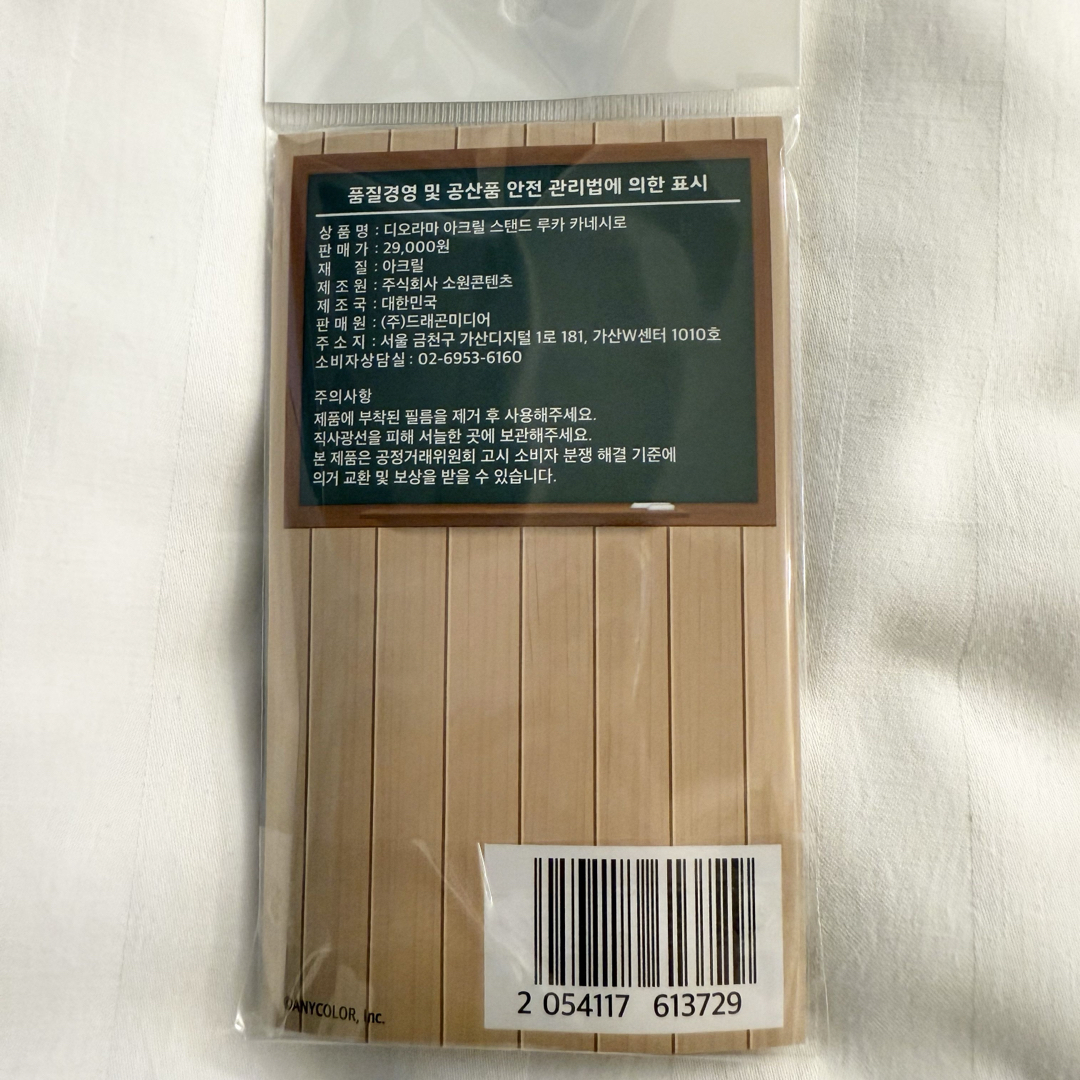 품질경영 및 공산품 안전 관리법에 의한 표시
상 품 명 : 디오라마 아크릴 스탠드 루카 카네시로
판 매 가 : 29,000원
재 질 : 아크릴
제 조 원 : 주식회사 소원콘텐츠
제 조 국 : 대한민국
판 매 원 : (주)드래곤미디어
주 소 지 : 서울 금천구 가산디지털 1로 181, 가산W센터 1010호
소비자상담실 : 02-6953-6160
주의사항
제품에 부착된 필름을 제거 후 사용해주세요.
직사광선을 피해 서늘한 곳에 보관해주세요.
본 제품은 공정거래위원회 고시 소비자 분쟁 해결 기준에
의거 교환 및 보상을 받을 수 있습니다.
2 054117 613729
©ANYCOLOR, Inc.